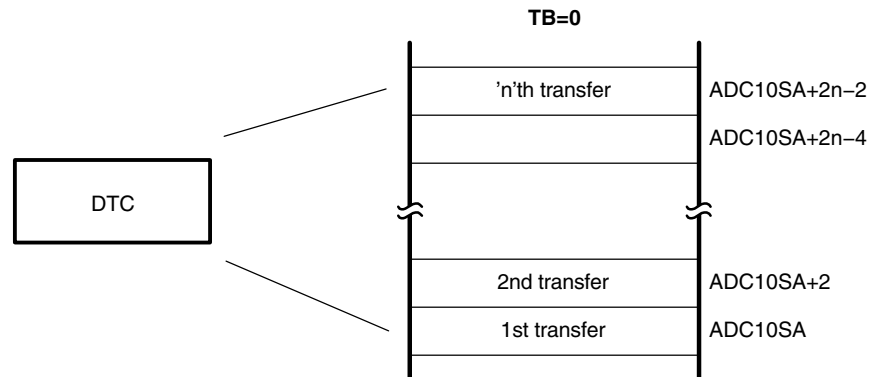 TB=0
’n’th transfer ADC10SA+2n−2
ADC10SA+2n−4
DTC
2nd transfer ADC10SA+2
1st transfer ADC10SA